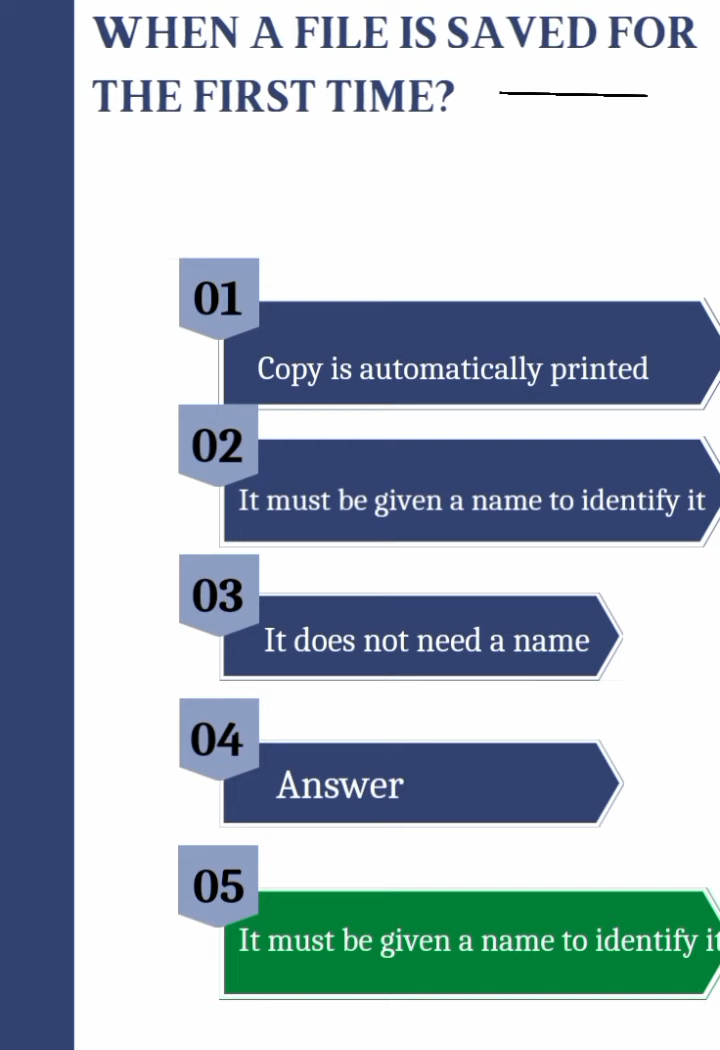 WHEN A FILE IS SAVED FOR
THE FIRST TIME?
01
Copy is automatically printed
02
It must be given a name to identify it
03
It does not need a name
04
Answer
05
It must be given a name to identify it